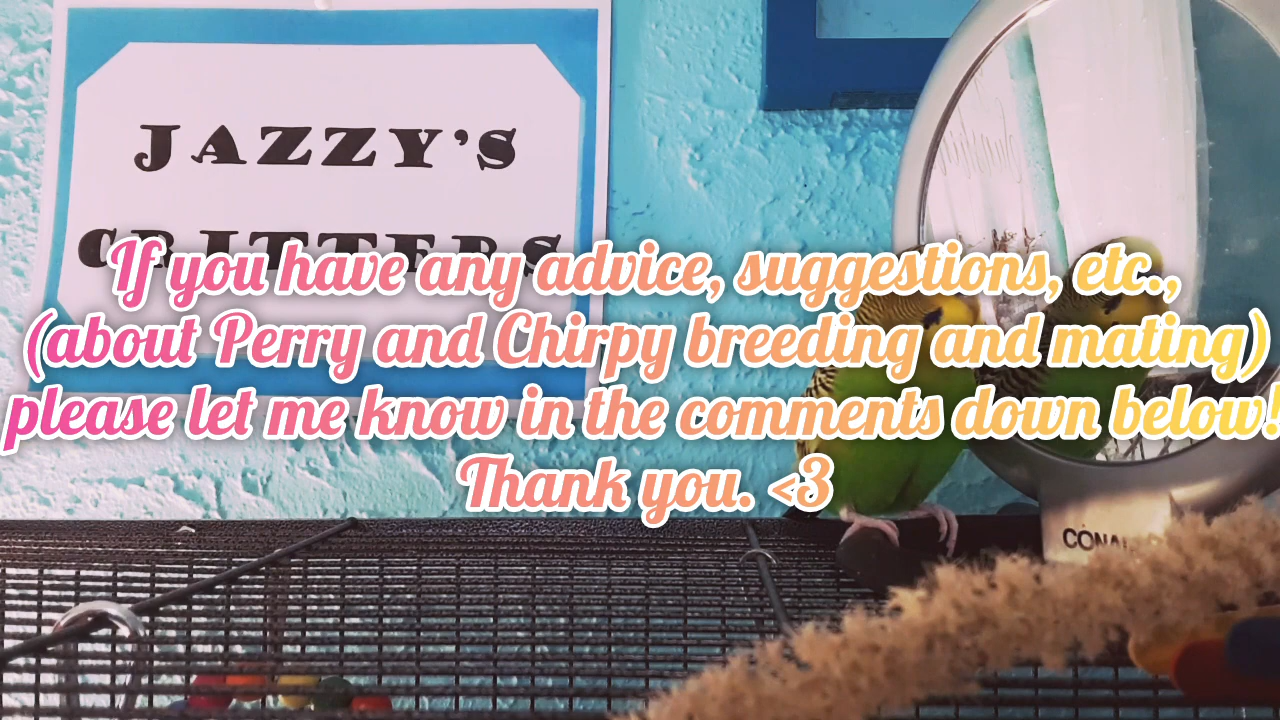 JAZZY'S
CRITTERS
If you have any advice, suggestions, etc.,
(about Perry and Chirpy breeding and mating)
please let me know in the comments down below!
Thank you. <3